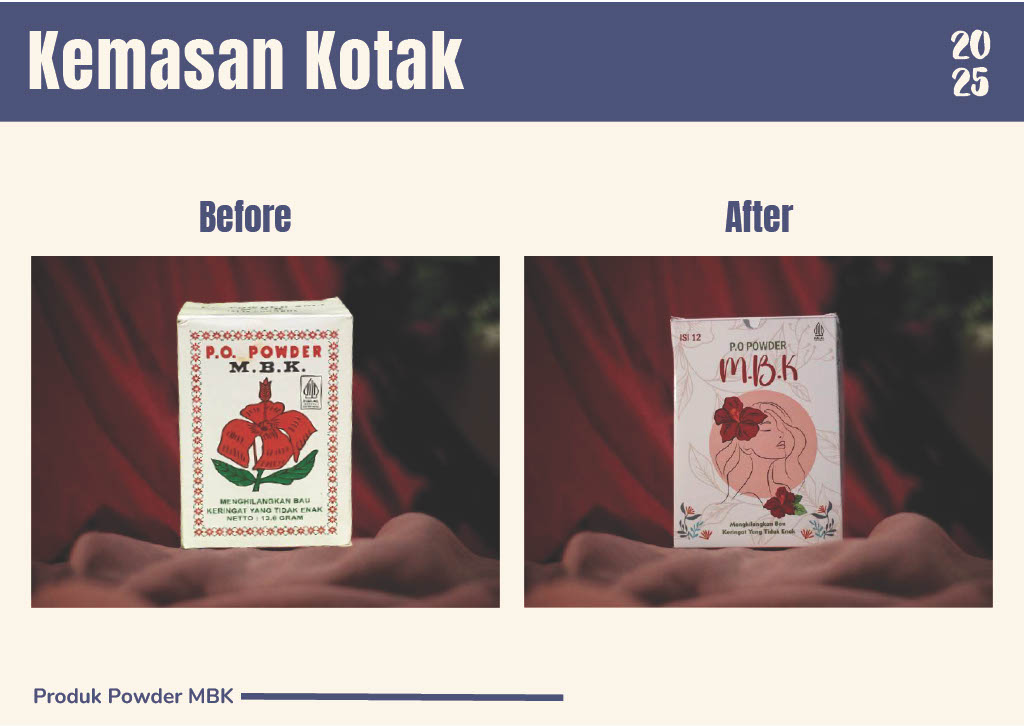 Kemasan Kotak
20
25
Before
After
P.O. POWDER
M.B.K.
MENGHILANGKAN BAU
KERINGAT YANG TIDAK ENAK
NETTO : 13,6 GRAM
ISI 12
P.O POWDER
M.B.K
Menghilangkan Bau
Keringat Yang Tidak Enak
Produk Powder MBK